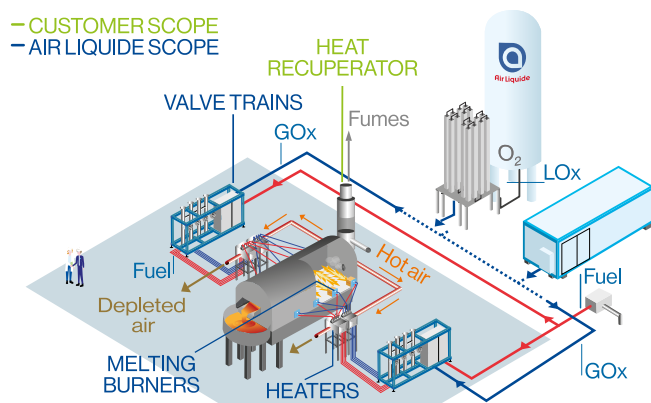 CUSTOMER SCOPE
AIR LIQUIDE SCOPE
HEAT
RECUPERATOR
VALVE TRAINS
GOx
Fumes
Air Liquide
O2
LOx
Fuel
Hot air
Fuel
Depleted
air
MELTING
BURNERS
HEATERS
GOx